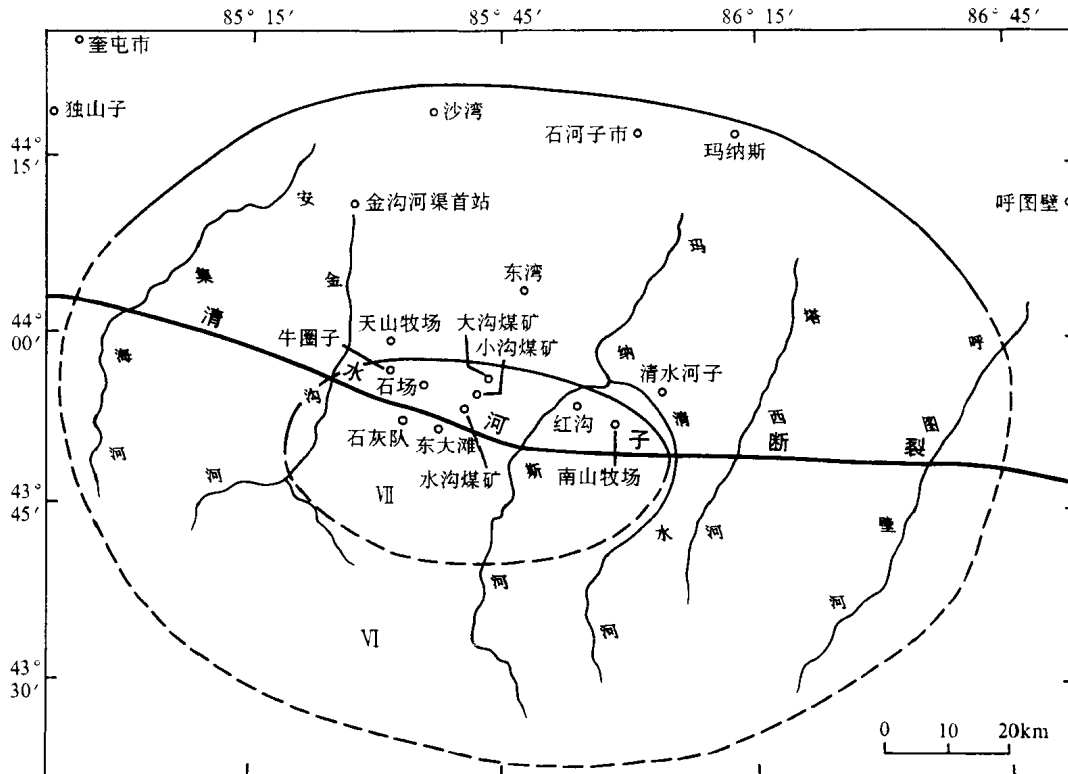 85° 15′
85° 45′
86° 15′
86° 45′
奎屯市
独山子
沙湾
石河子市
玛纳斯
44°
15′
安
金沟河渠首站
呼图壁
玛
集
金
东湾
塔
44°
00′
清
天山牧场
大沟煤矿
呼
牛圈子
小沟煤矿
海
水
纳
清水河子
沟
石场
西
图
河
红沟
清
石灰队
东大滩
子
断
裂
河
河
斯
水沟煤矿
南山牧场
43°
45′
Ⅶ
水
河
壁
河
河
河
Ⅵ
43°
30′
0 10 20km